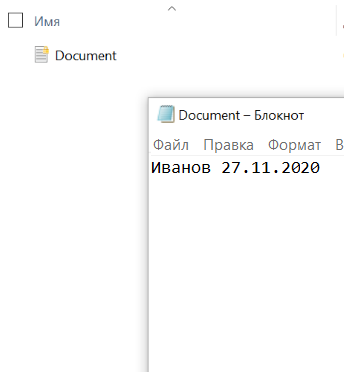 Имя
Document
Document – Блокнот
Файл Правка Формат В
Иванов 27.11.2020